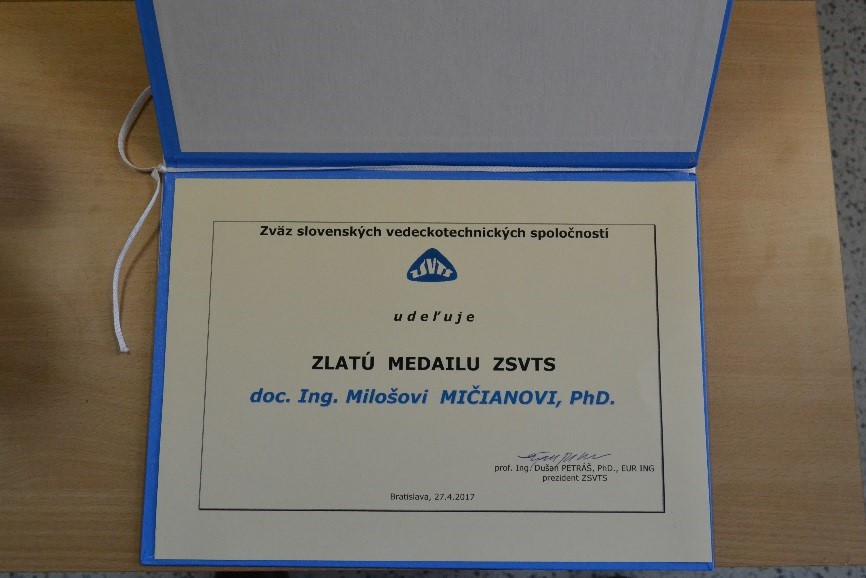 Zväz slovenských vedeckotechnických spoločností
ZSVTS
udeľuje
ZLATÚ MEDAILU ZSVTS
doc. Ing. Milošovi MIČIANOVI, PhD.
prof. Ing. Dušan PETRÁŠ, PhD., EUR ING
prezident ZSVTS
Bratislava, 27.4.2017